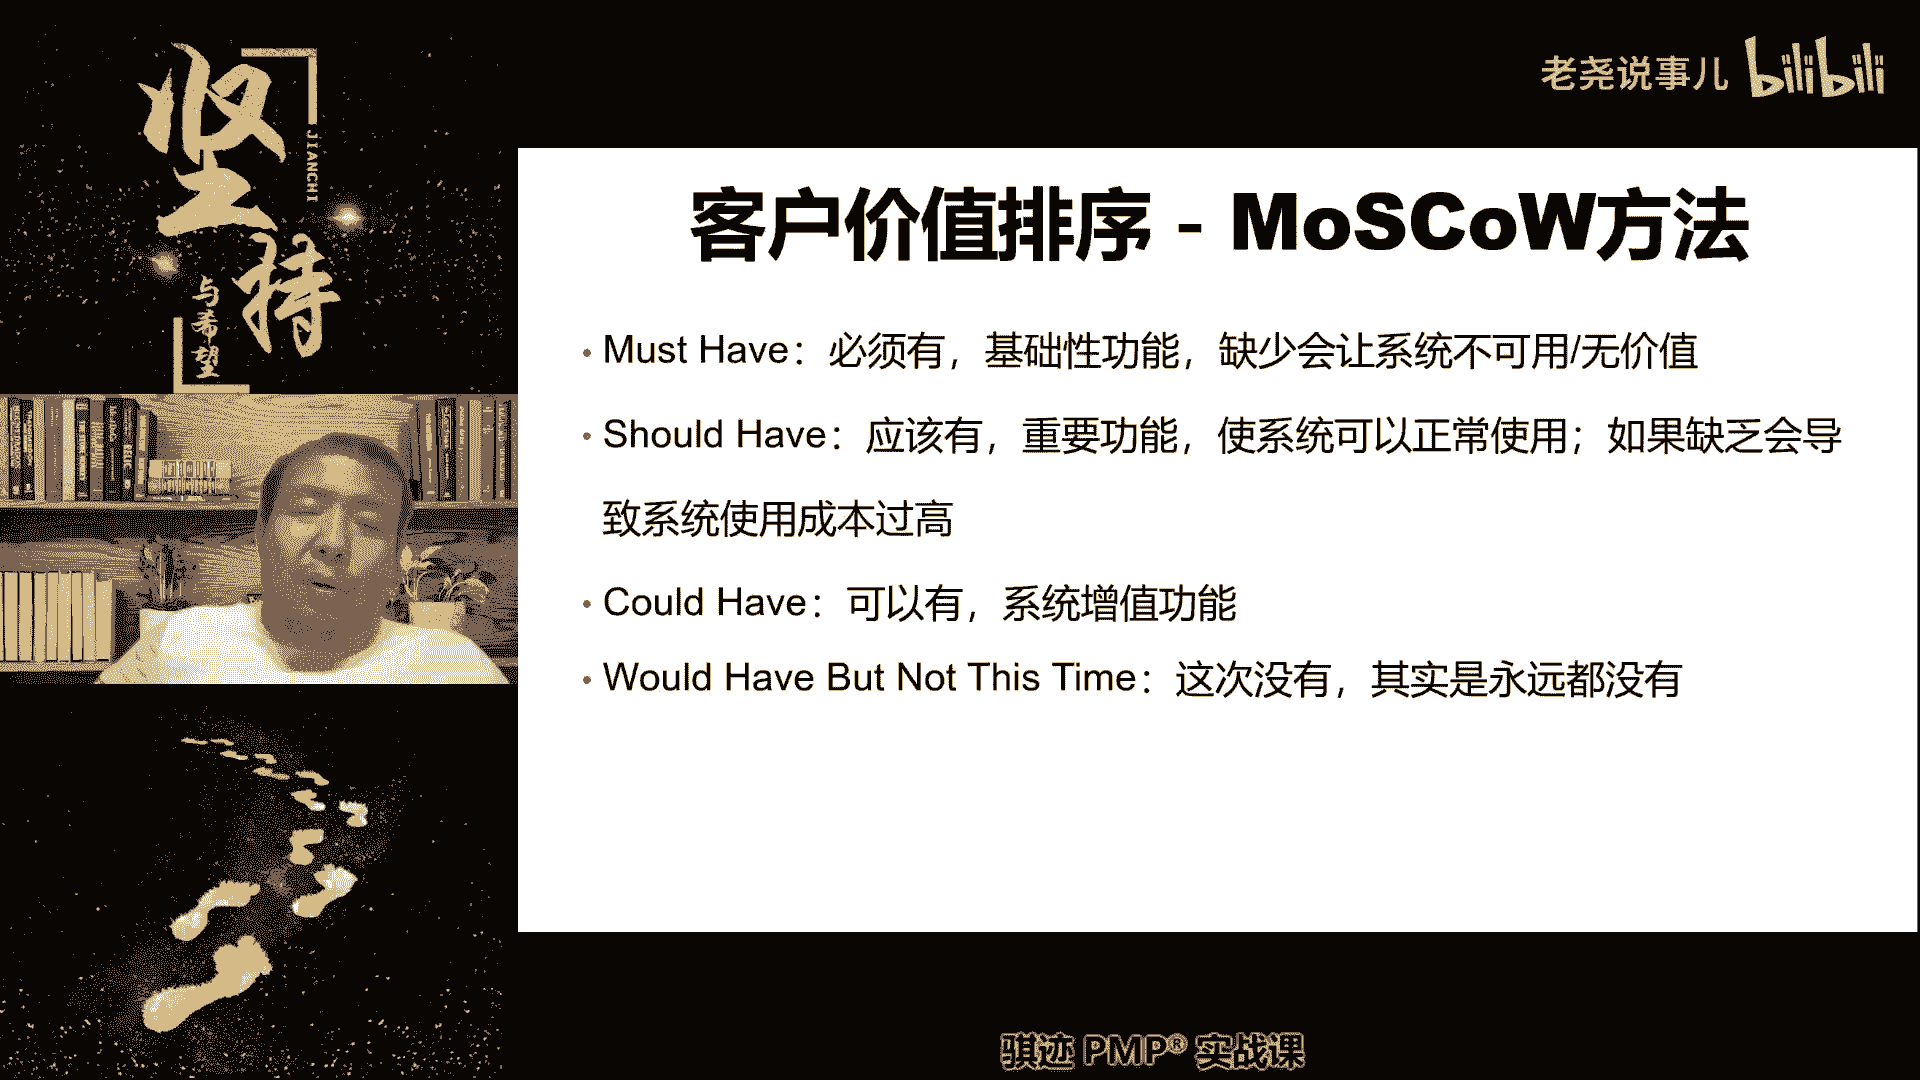 坚持
JIANCHI
与希望
老尧说事儿 bilibili
客户价值排序 - MoSCoW方法
• Must Have：必须有，基础性功能，缺少会让系统不可用/无价值
• Should Have：应该有，重要功能，使系统可以正常使用；如果缺乏会导
致系统使用成本过高
• Could Have：可以有，系统增值功能
• Would Have But Not This Time：这次没有，其实是永远都没有
骐迹 PMP® 实战课